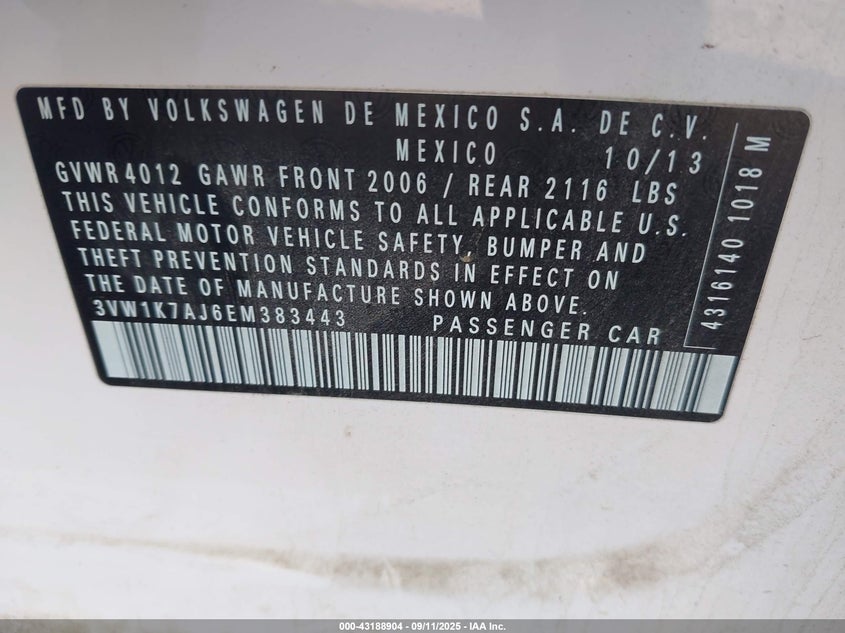 MFD BY VOLKSWAGEN DE MEXICO S.A. DE C.V.
MEXICO 10/13
GVWR 4012 GAWR FRONT 2006 / REAR 2116 LBS
THIS VEHICLE CONFORMS TO ALL APPLICABLE U.S.
FEDERAL MOTOR VEHICLE SAFETY, BUMPER AND
THEFT PREVENTION STANDARDS IN EFFECT ON
THE DATE OF MANUFACTURE SHOWN ABOVE.
3VW1K7AJ6EM383443 PASSENGER CAR
4316140 1018 M
000-43188904 - 09/11/2025 - IAA Inc.